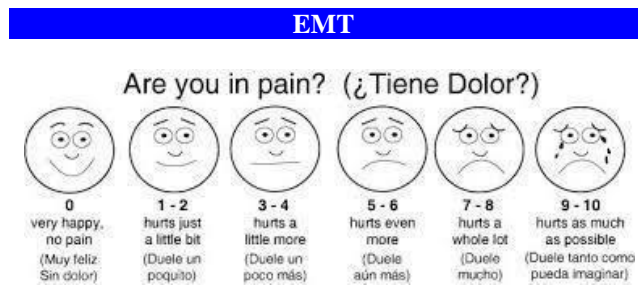 EMT
Are you in pain? (¿Tiene Dolor?)
0
very happy,
no pain
(Muy feliz
Sin dolor)
1 - 2
hurts just
a little bit
(Duele un
poquito)
3 - 4
hurts a
little more
(Duele un
poco más)
5 - 6
hurts even
more
(Duele
aún más)
7 - 8
hurts a
whole lot
(Duele
mucho)
9 - 10
hurts as much
as possible
(Duele tanto como
pueda imaginar)